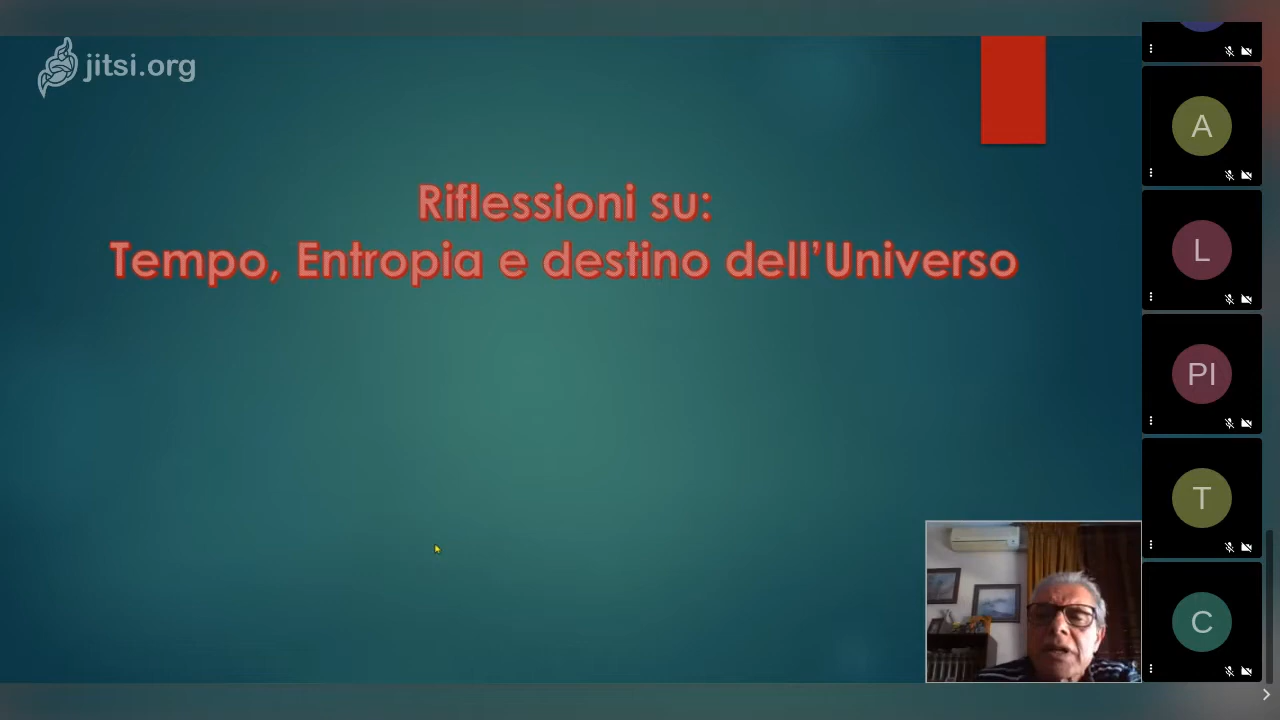 jitsi.org
Riflessioni su:
Tempo, Entropia e destino dell'Universo
A
L
PI
T
C